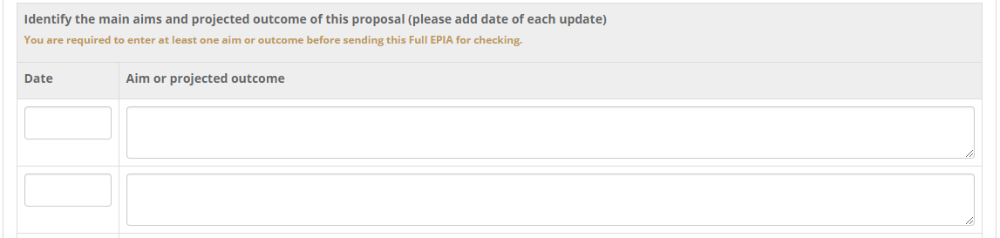 Identify the main aims and projected outcome of this proposal (please add date of each update)
You are required to enter at least one aim or outcome before sending this Full EPIA for checking.
Date
Aim or projected outcome